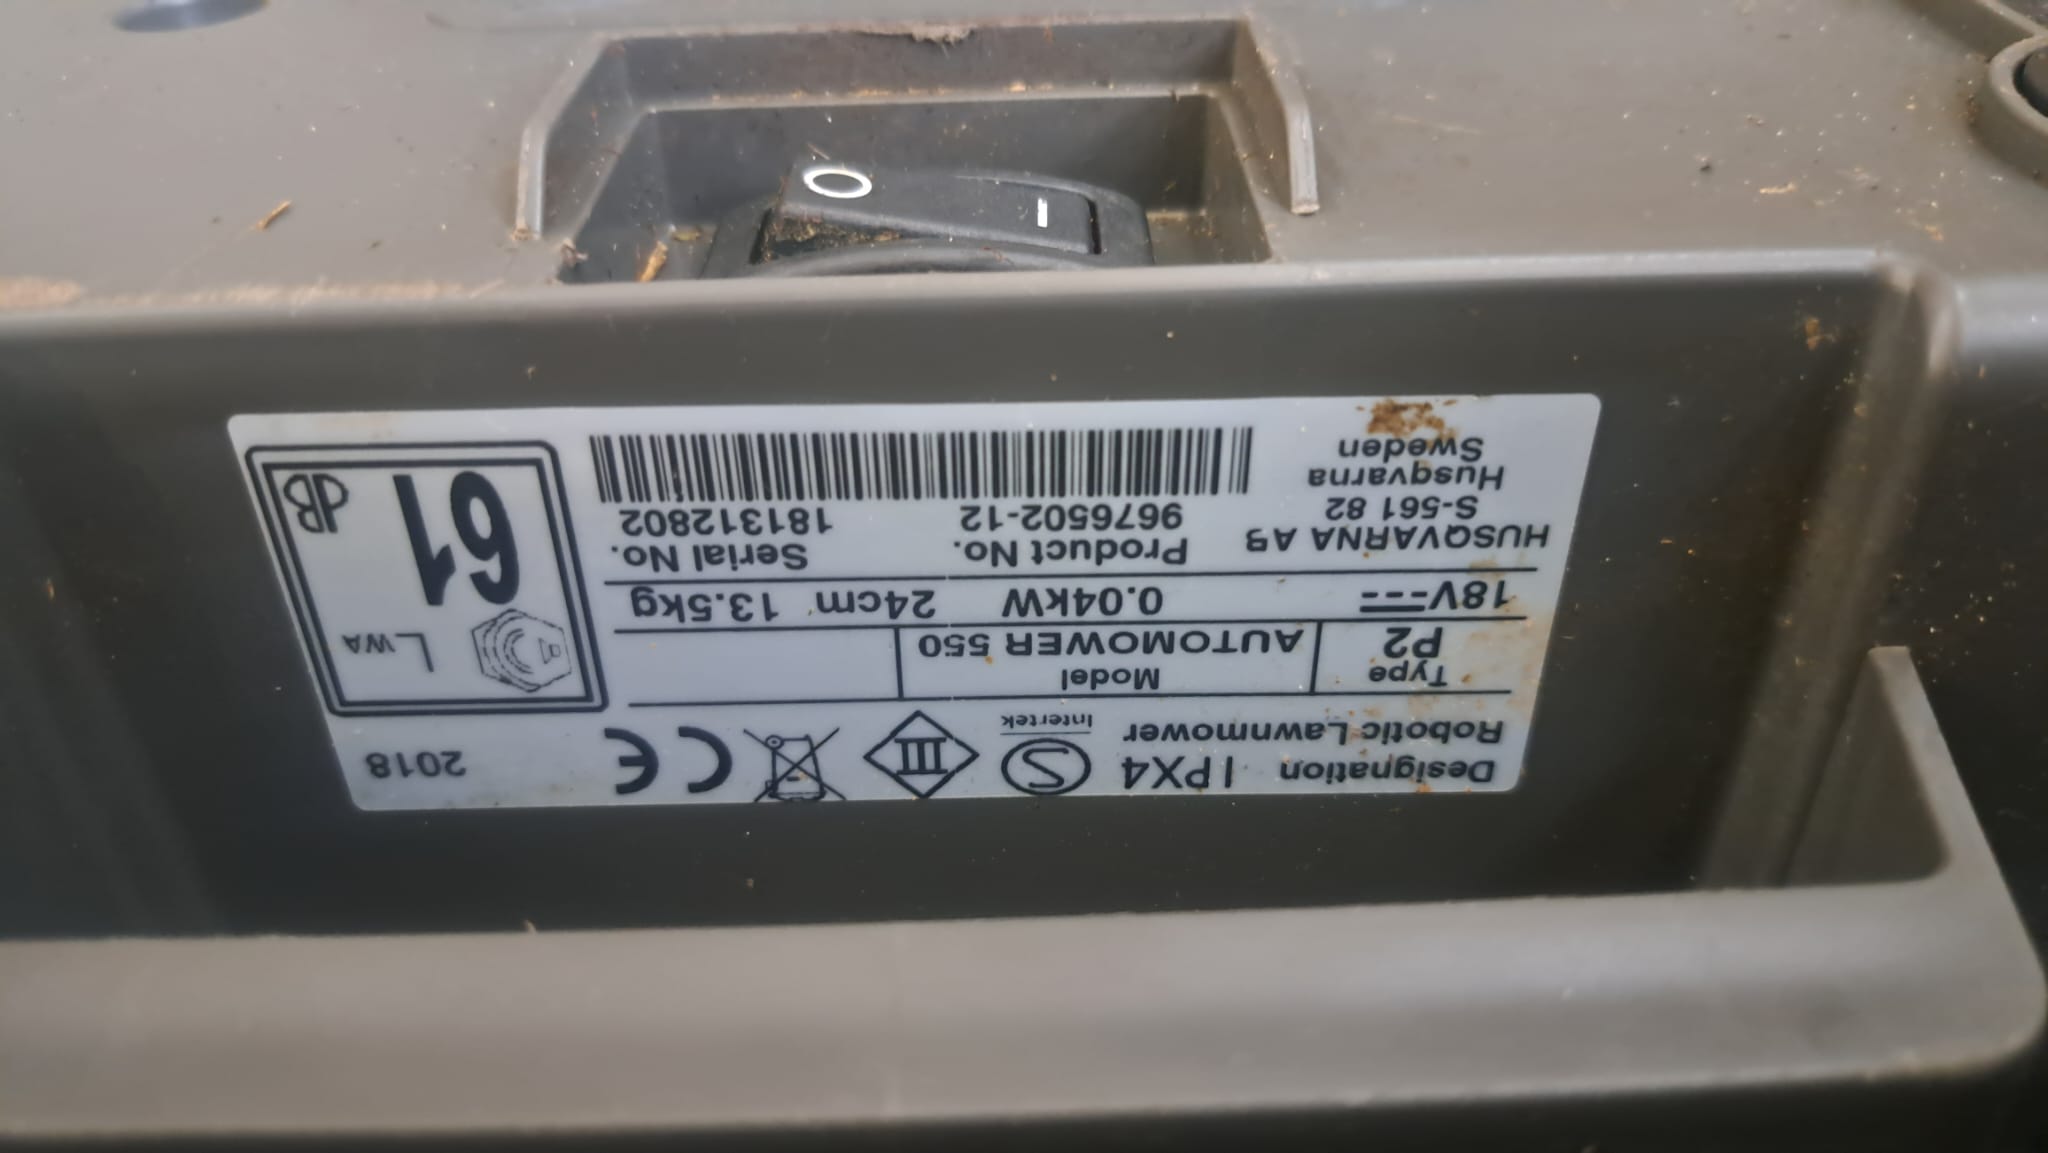 Designation IPX4
Robotic Lawnmower
Intertek
2018
Type
P2
Model
AUTOMOWER 550
18V 0.04kW 24cm 13.5kg
HUSQVARNA AB
S-561 82
Husqvarna
Sweden
Product No.
9676502-12
Serial No.
181312802
LWA
61
dB